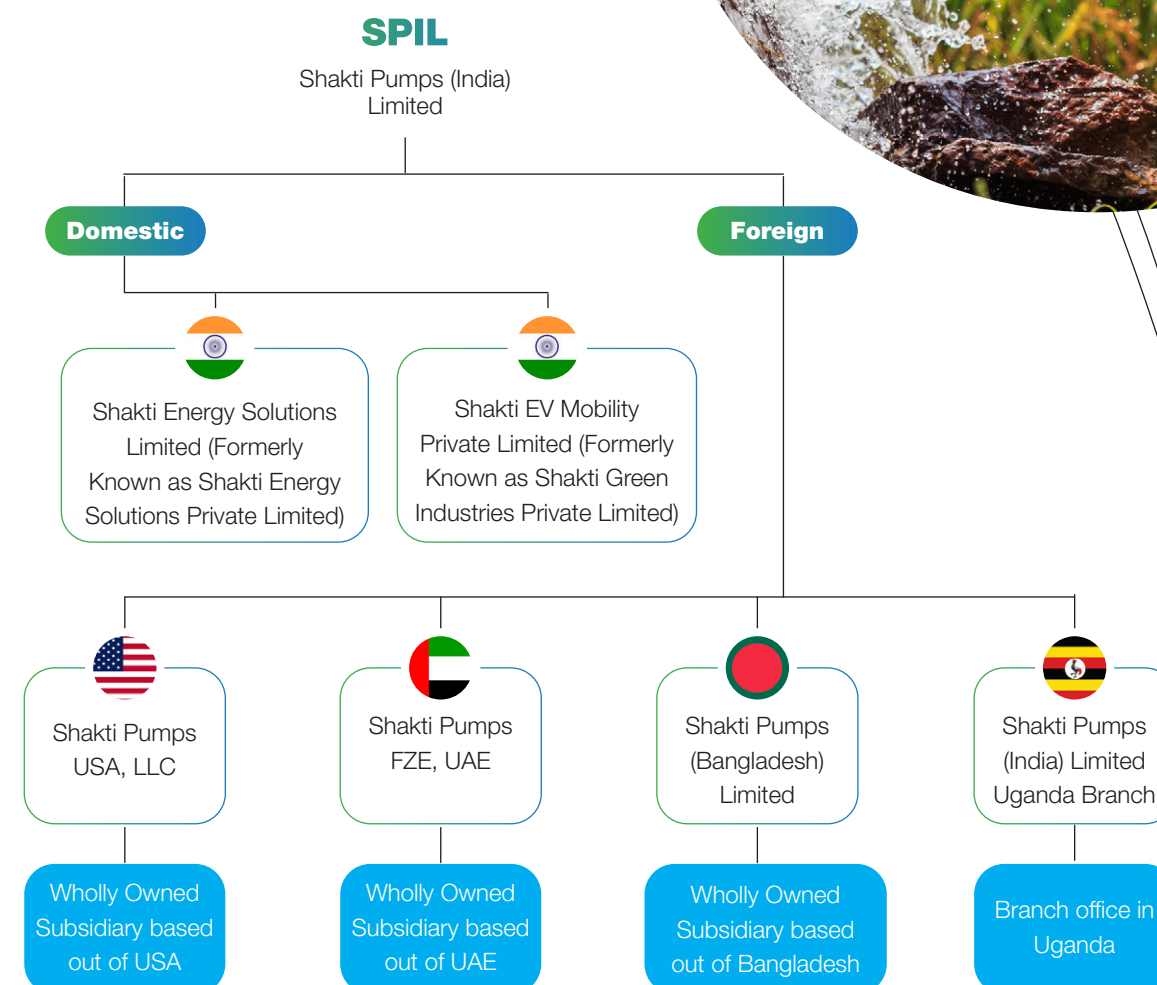 SPIL
Shakti Pumps (India)
Limited
Domestic
Foreign
Shakti Energy Solutions
Limited (Formerly
Known as Shakti Energy
Solutions Private Limited)
Shakti EV Mobility
Private Limited (Formerly
Known as Shakti Green
Industries Private Limited)
Shakti Pumps
USA, LLC
Shakti Pumps
FZE, UAE
Shakti Pumps
(Bangladesh)
Limited
Shakti Pumps
(India) Limited
Uganda Branch
Wholly Owned
Subsidiary based
out of USA
Wholly Owned
Subsidiary based
out of UAE
Wholly Owned
Subsidiary based
out of Bangladesh
Branch office in
Uganda